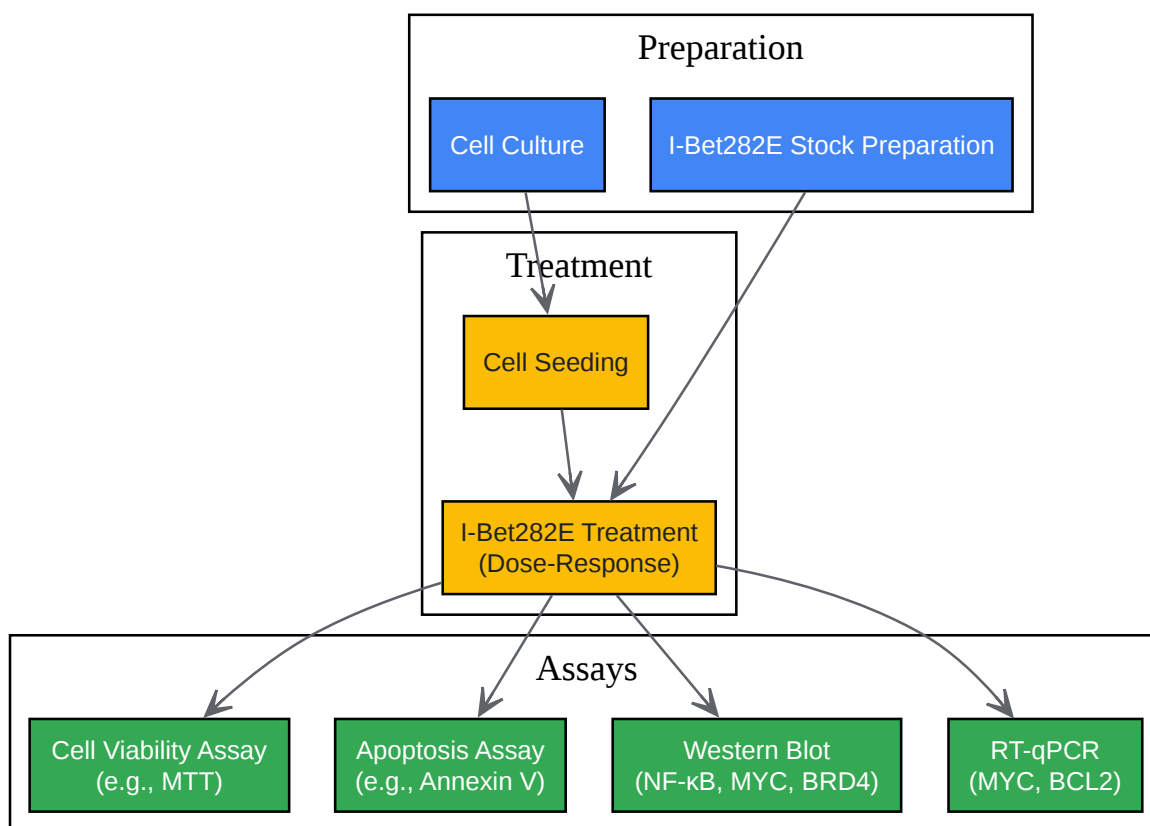 Preparation
Cell Culture
I-Bet282E Stock Preparation
Treatment
Cell Seeding
I-Bet282E Treatment
(Dose-Response)
Assays
Cell Viability Assay
(e.g., MTT)
Apoptosis Assay
(e.g., Annexin V)
Western Blot
(NF-κB, MYC, BRD4)
RT-qPCR
(MYC, BCL2)